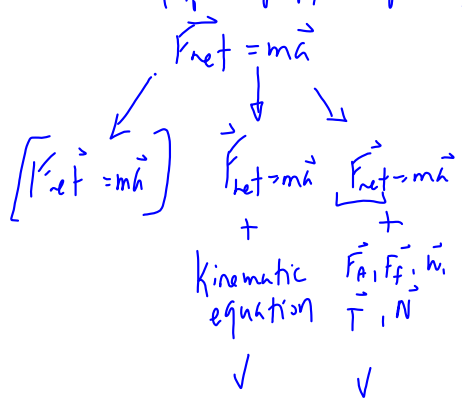 F⃗net = ma⃗
[F⃗net = ma⃗]
F⃗net = ma⃗
+
Kinematic
equation
✓
F⃗net = ma⃗
+
F⃗A, F⃗f, w⃗,
T⃗, N⃗
✓